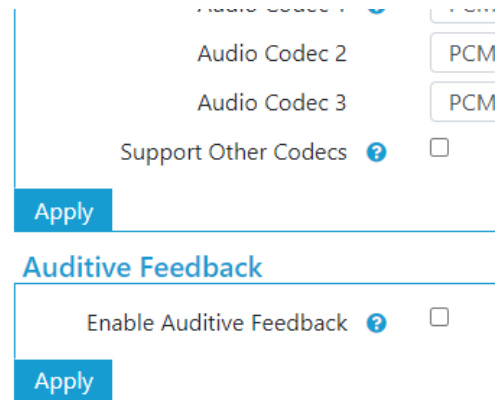 Audio Codec 2 PCM
Audio Codec 3 PCM
Support Other Codecs ?
Apply
Auditive Feedback
Enable Auditive Feedback ?
Apply